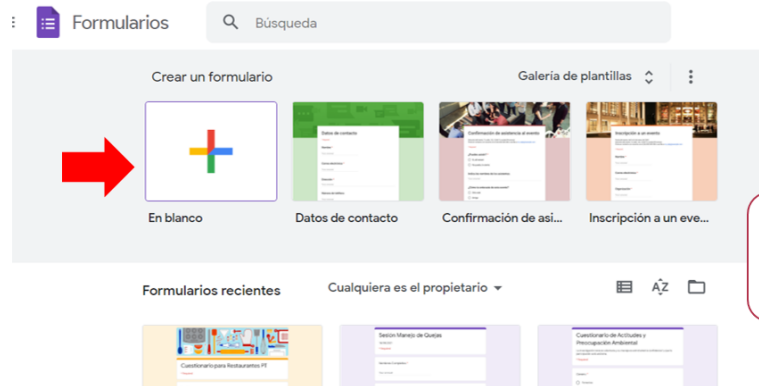 Formularios
Búsqueda
Crear un formulario
Galería de plantillas
Datos de contacto
Confirmación de asistencia al evento
Inscripción a un evento
En blanco
Datos de contacto
Confirmación de asi...
Inscripción a un eve...
Formularios recientes
Cualquiera es el propietario
Cuestionario para Restaurantes PT
Sesión Manejo de Quejas
Cuestionario de Actitudes y
Preocupación Ambiental